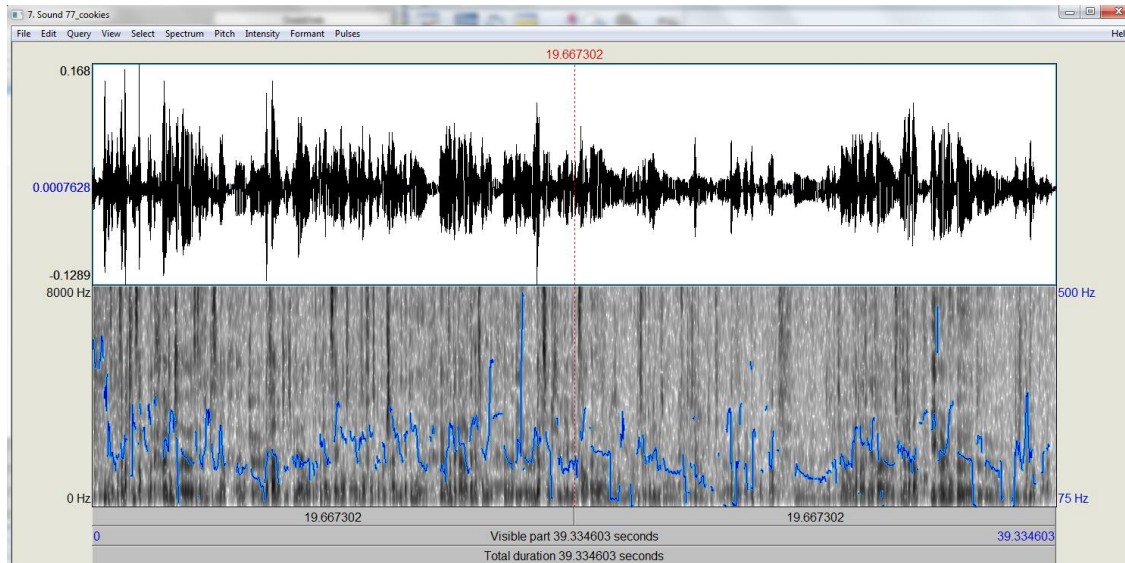 7. Sound 77_cookies
File Edit Query View Select Spectrum Pitch Intensity Formant Pulses Hel
19.667302
0.168
0.0007628
-0.1289
8000 Hz 500 Hz
0 Hz 75 Hz
19.667302 19.667302
0 Visible part 39.334603 seconds 39.334603
Total duration 39.334603 seconds